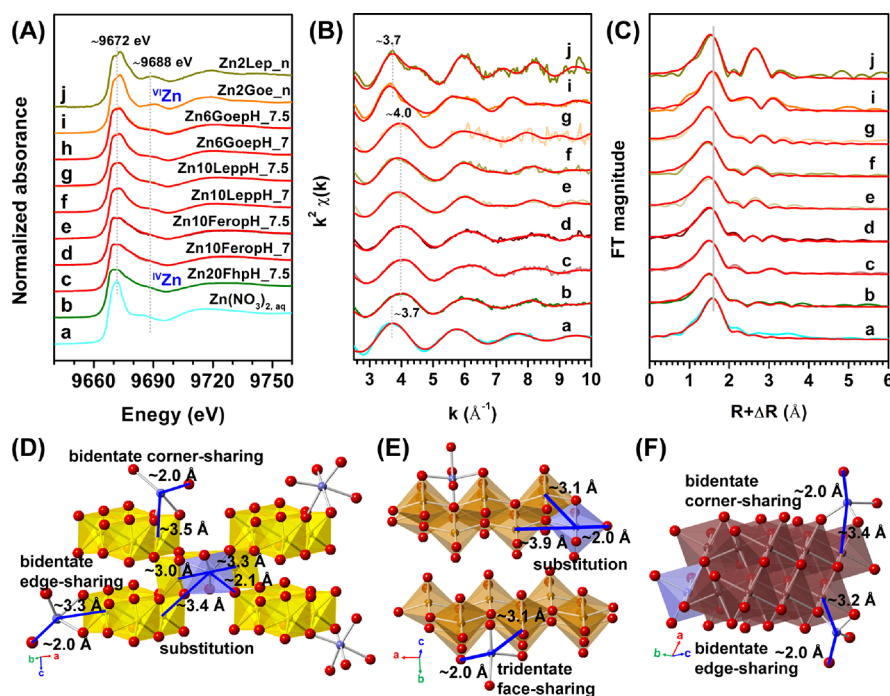 (A)
~9672 eV
~9688 eV
Zn2Lep_n
j
VIZn
Zn2Goe_n
i
Zn6GoepH_7.5
h
Zn6GoepH_7
g
Zn10LeppH_7.5
f
Zn10LeppH_7
e
Zn10FeropH_7.5
d
Zn10FeropH_7
c
IVZn
Zn20FhpH_7.5
b
Zn(NO3)2, aq
a
Normalized absorance
9660 9690 9720 9750
Enegy (eV)
(B)
~3.7
j
i
~4.0
g
f
e
d
c
b
~3.7
a
k2 χ(k)
3 4 5 6 7 8 9 10
k (Å-1)
(C)
j
i
g
f
e
d
c
b
a
FT magnitude
0 1 2 3 4 5 6
R+ΔR (Å)
(D)
bidentate corner-sharing
~2.0 Å
~3.5 Å
bidentate
edge-sharing
~3.0 Å
~3.3 Å
~2.1 Å
~3.3 Å
~3.4 Å
~2.0 Å
substitution
b
a
c
(E)
~3.1 Å
~3.9 Å
~2.0 Å
substitution
~3.1 Å
~2.0 Å
tridentate
face-sharing
a
c
b
(F)
bidentate
corner-sharing
~2.0 Å
~3.4 Å
~3.2 Å
~2.0 Å
bidentate
edge-sharing
a
b
c